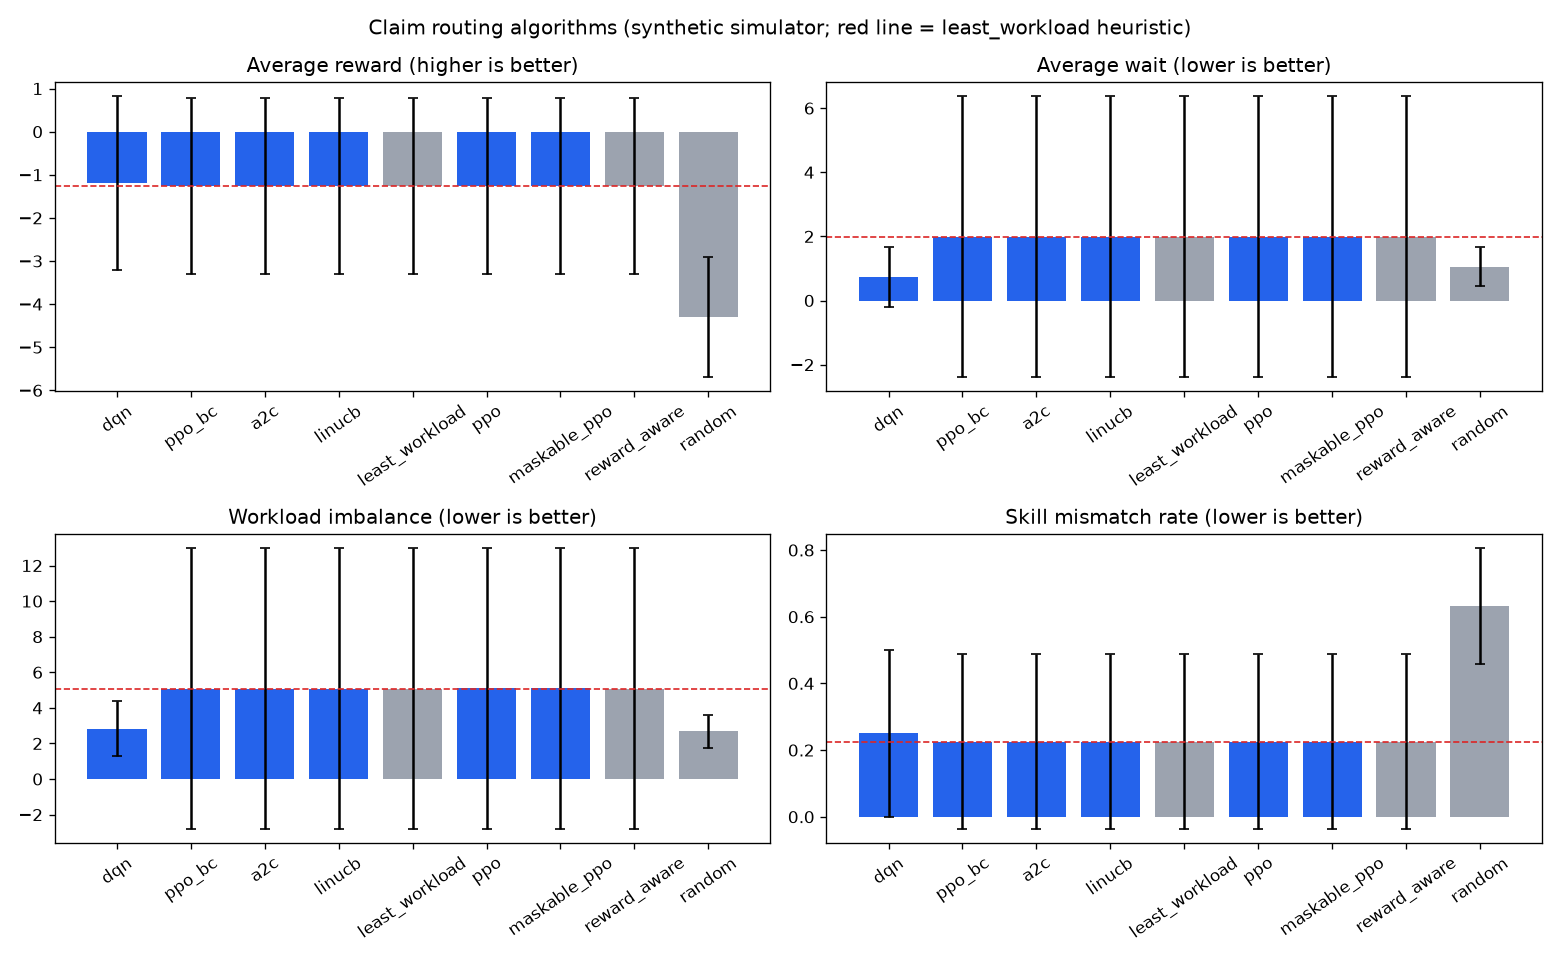 Claim routing algorithms (synthetic simulator; red line = least_workload heuristic)
Average reward (higher is better)
1
0
−1
−2
−3
−4
−5
−6
dqn
ppo_bc
a2c
linucb
least_workload
ppo
maskable_ppo
reward_aware
random
Average wait (lower is better)
6
4
2
0
−2
dqn
ppo_bc
a2c
linucb
least_workload
ppo
maskable_ppo
reward_aware
random
Workload imbalance (lower is better)
12
10
8
6
4
2
0
−2
dqn
ppo_bc
a2c
linucb
least_workload
ppo
maskable_ppo
reward_aware
random
Skill mismatch rate (lower is better)
0.8
0.6
0.4
0.2
0.0
dqn
ppo_bc
a2c
linucb
least_workload
ppo
maskable_ppo
reward_aware
random